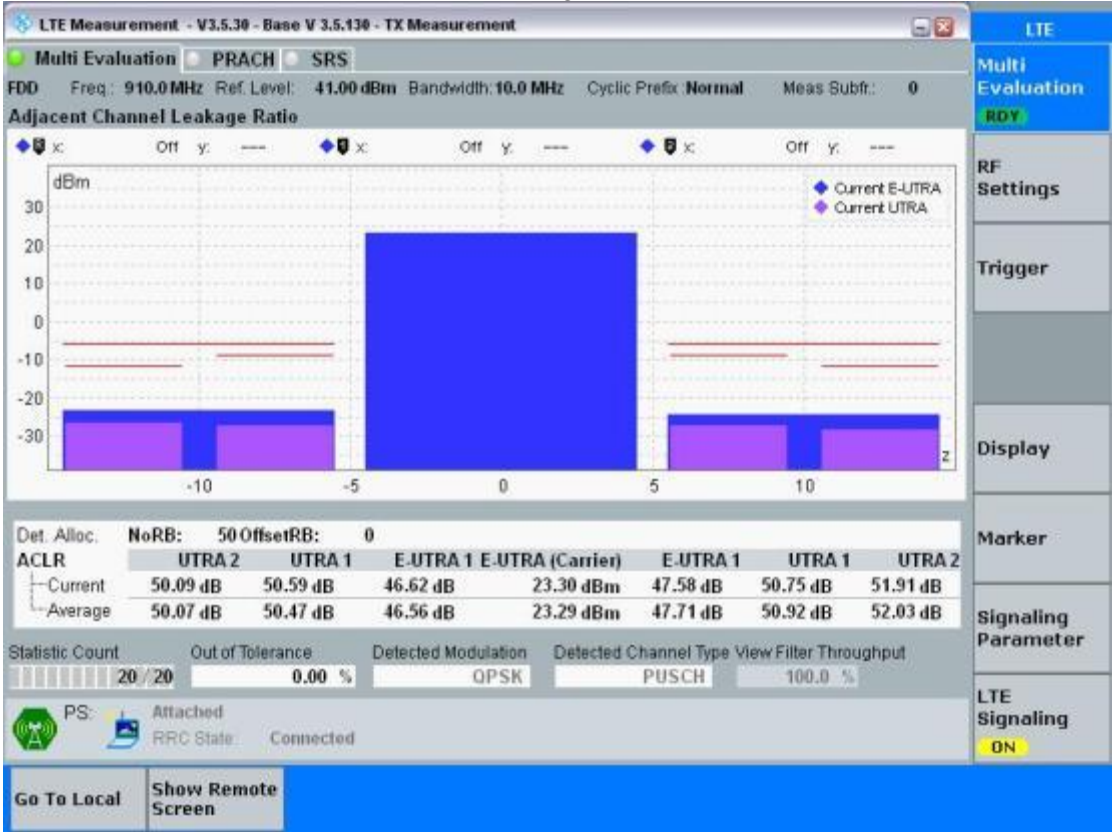 LTE Measurement - V3.5.30 - Base V 3.5.130 - TX Measurement
LTE
Multi Evaluation PRACH SRS
Multi
Evaluation
RDY
FDD Freq.: 910.0 MHz Ref. Level: 41.00 dBm Bandwidth: 10.0 MHz Cyclic Prefix: Normal Meas Subfr.: 0
Adjacent Channel Leakage Ratio
x: Off y: --- x: Off y: --- x: Off y: ---
RF
Settings
dBm
Current E-UTRA
Current UTRA
30
20
10
0
-10
-20
-30
z
-10 -5 0 5 10
Trigger
Display
Marker
Det. Alloc. NoRB: 50 OffsetRB: 0
ACLR UTRA 2 UTRA 1 E-UTRA 1 E-UTRA (Carrier) E-UTRA 1 UTRA 1 UTRA 2
Current 50.09 dB 50.59 dB 46.62 dB 23.30 dBm 47.58 dB 50.75 dB 51.91 dB
Average 50.07 dB 50.47 dB 46.56 dB 23.29 dBm 47.71 dB 50.92 dB 52.03 dB
Signaling
Parameter
Statistic Count Out of Tolerance Detected Modulation Detected Channel Type View Filter Throughput
20 / 20 0.00 % QPSK PUSCH 100.0 %
LTE
Signaling
ON
PS: Attached
RRC State: Connected
Go To Local
Show Remote
Screen